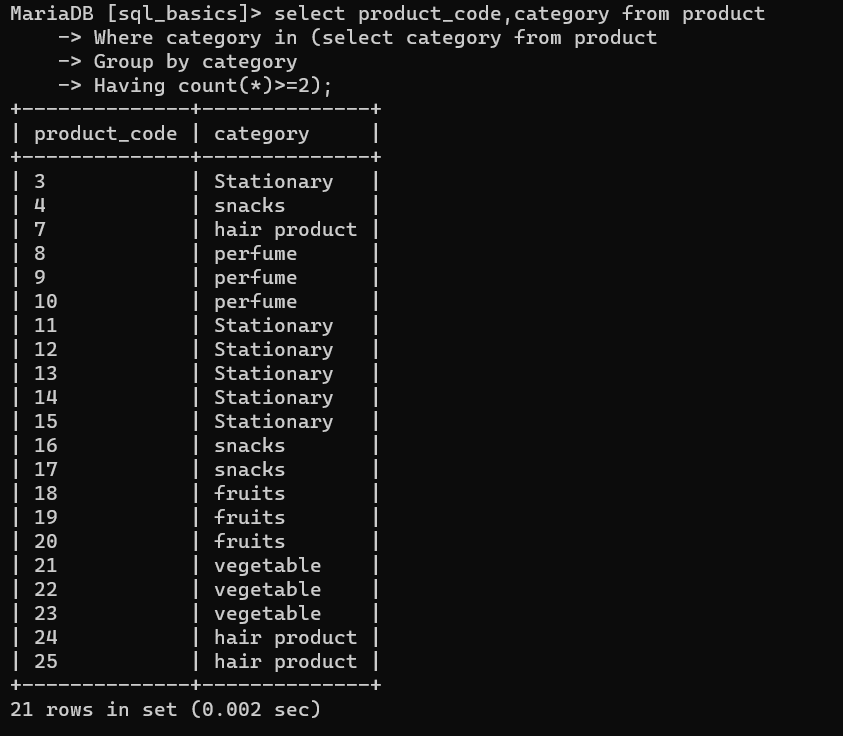 MariaDB [sql_basics]> select product_code,category from product
    -> Where category in (select category from product
    -> Group by category
    -> Having count(*)>=2);
+--------------+--------------+
| product_code | category     |
+--------------+--------------+
| 3            | Stationary   |
| 4            | snacks       |
| 7            | hair product |
| 8            | perfume      |
| 9            | perfume      |
| 10           | perfume      |
| 11           | Stationary   |
| 12           | Stationary   |
| 13           | Stationary   |
| 14           | Stationary   |
| 15           | Stationary   |
| 16           | snacks       |
| 17           | snacks       |
| 18           | fruits       |
| 19           | fruits       |
| 20           | fruits       |
| 21           | vegetable    |
| 22           | vegetable    |
| 23           | vegetable    |
| 24           | hair product |
| 25           | hair product |
+--------------+--------------+
21 rows in set (0.002 sec)